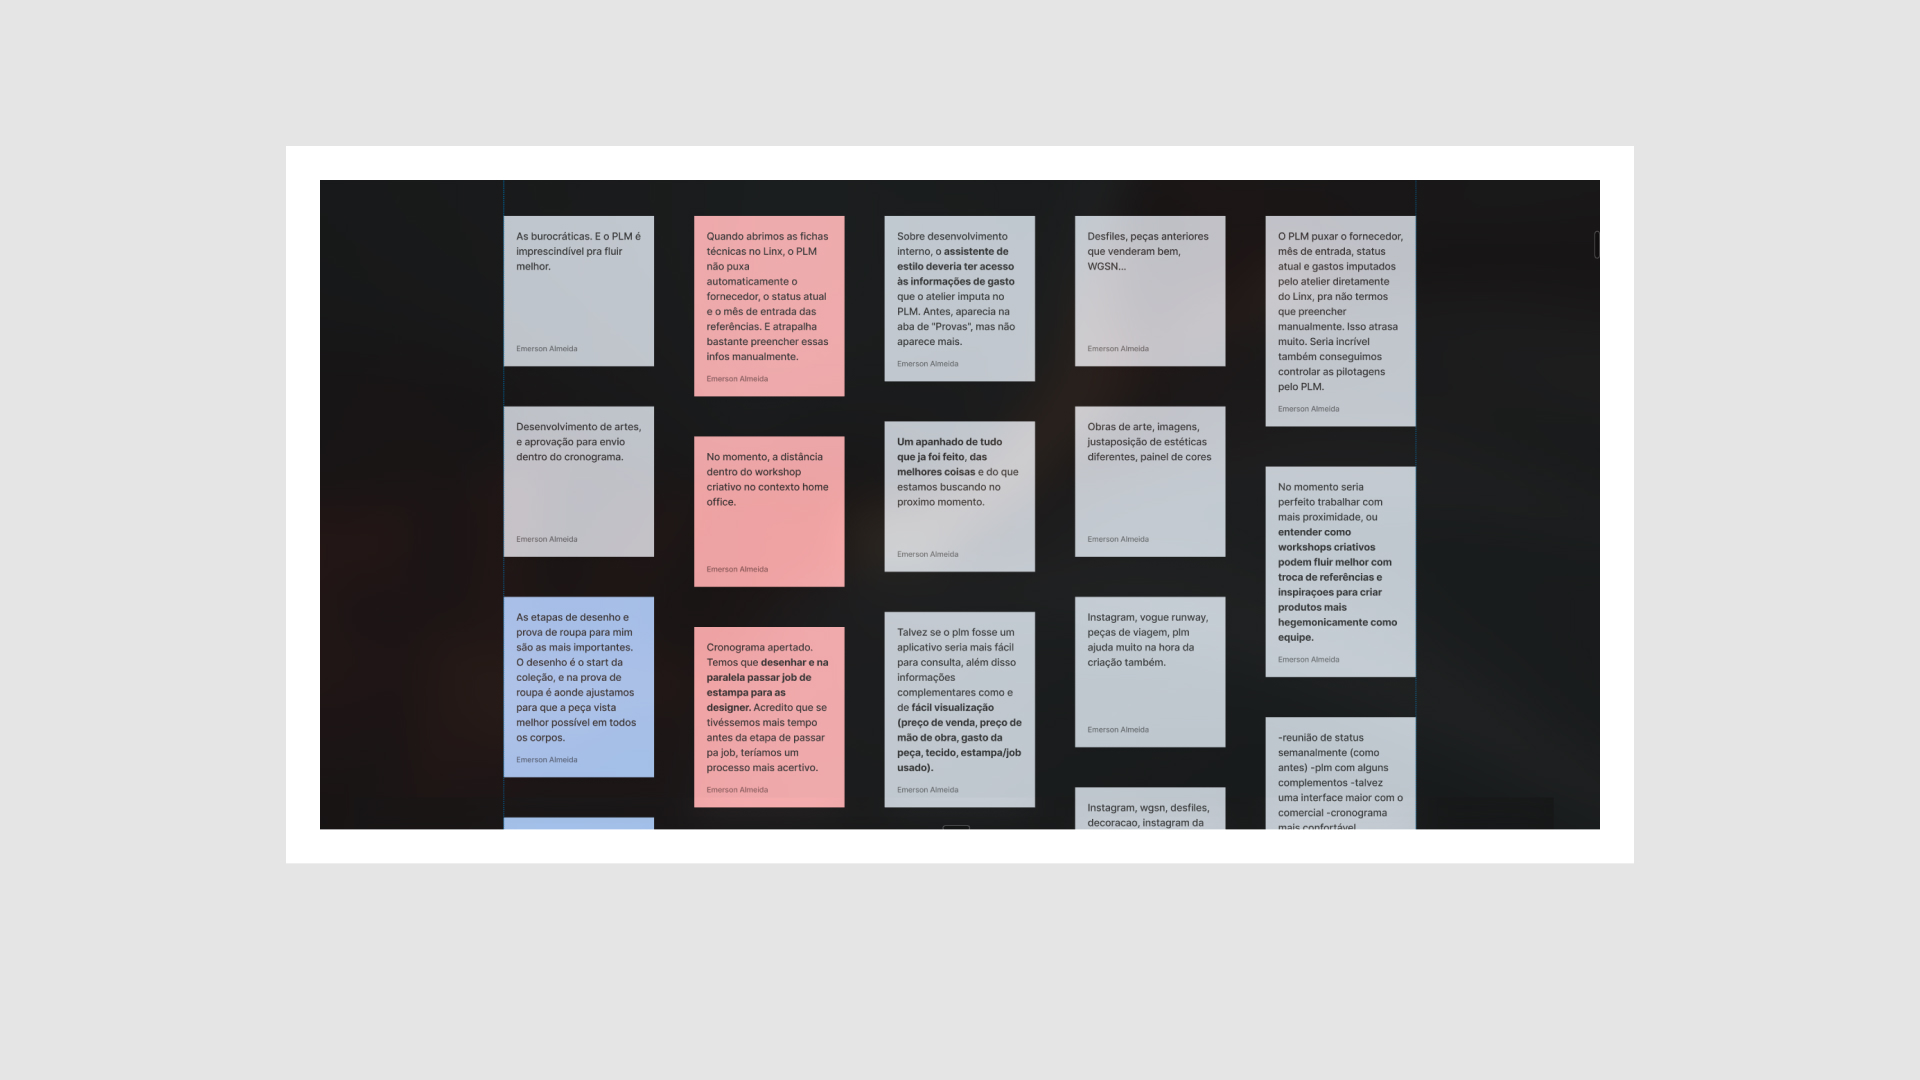 As burocráticas. E o PLM é
imprescindível pra fluir
melhor.
Emerson Almeida
Desenvolvimento de artes,
e aprovação para envio
dentro do cronograma.
Emerson Almeida
As etapas de desenho e
prova de roupa para mim
são as mais importantes.
O desenho é o start da
coleção, e na prova de
roupa é aonde ajustamos
para que a peça vista
melhor possível em todos
os corpos.
Emerson Almeida
Quando abrimos as fichas
técnicas no Linx, o PLM
não puxa
automaticamente o
fornecedor, o status atual
e o mês de entrada das
referências. E atrapalha
bastante preencher essas
infos manualmente.
Emerson Almeida
No momento, a distância
dentro do workshop
criativo no contexto home
office.
Emerson Almeida
Cronograma apertado.
Temos que desenhar e na
paralela passar job de
estampa para as
designer. Acredito que se
tivéssemos mais tempo
antes da etapa de passar
pa job, teríamos um
processo mais acertivo.
Emerson Almeida
Sobre desenvolvimento
interno, o assistente de
estilo deveria ter acesso
às informações de gasto
que o atelier imputa no
PLM. Antes, aparecia na
aba de "Provas", mas não
aparece mais.
Emerson Almeida
Um apanhado de tudo
que ja foi feito, das
melhores coisas e do que
estamos buscando no
proximo momento.
Emerson Almeida
Talvez se o plm fosse um
aplicativo seria mais fácil
para consulta, além disso
informações
complementares como e
de fácil visualização
(preço de venda, preço de
mão de obra, gasto da
peça, tecido, estampa/job
usado).
Emerson Almeida
Desfiles, peças anteriores
que venderam bem,
WGSN...
Emerson Almeida
Obras de arte, imagens,
justaposição de estéticas
diferentes, painel de cores
Emerson Almeida
Instagram, vogue runway,
peças de viagem, plm
ajuda muito na hora da
criação também.
Emerson Almeida
Instagram, wgsn, desfiles,
decoracao, instagram da
O PLM puxar o fornecedor,
mês de entrada, status
atual e gastos imputados
pelo atelier diretamente
do Linx, pra não termos
que preencher
manualmente. Isso atrasa
muito. Seria incrível
também conseguimos
controlar as pilotagens
pelo PLM.
Emerson Almeida
No momento seria
perfeito trabalhar com
mais proximidade, ou
entender como
workshops criativos
podem fluir melhor com
troca de referências e
inspiraçoes para criar
produtos mais
hegemonicamente como
equipe.
Emerson Almeida
-reunião de status
semanalmente (como
antes) -plm com alguns
complementos -talvez
uma interface maior com o
comercial -cronograma
mais confortável